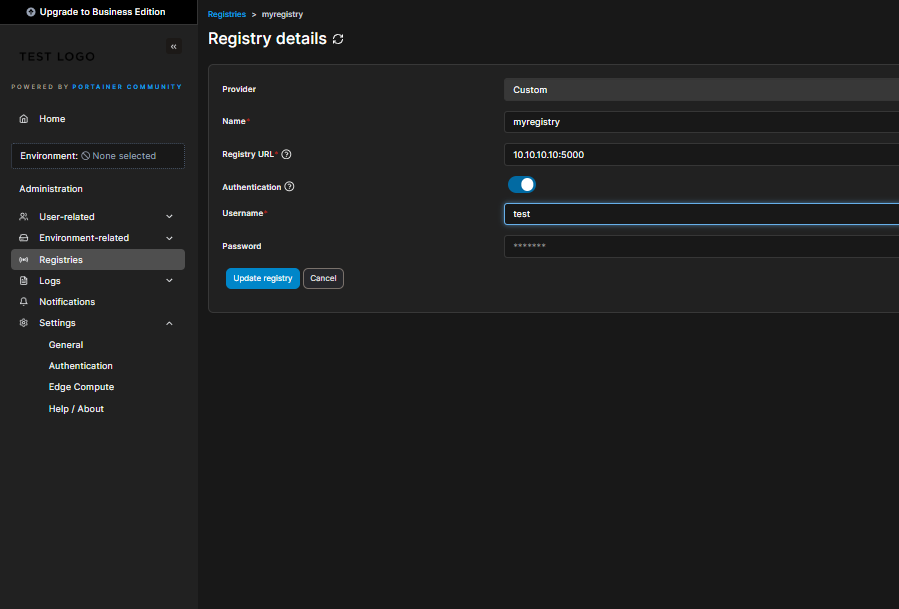 Upgrade to Business Edition
«
TEST LOGO
POWERED BY PORTAINER COMMUNITY
Home
Environment: None selected
Administration
User-related
Environment-related
Registries
Logs
Notifications
Settings
General
Authentication
Edge Compute
Help / About
Registries > myregistry
Registry details
Provider
Custom
Name*
myregistry
Registry URL* ?
10.10.10.10:5000
Authentication ?
Username*
test
Password
*******
Update registry
Cancel